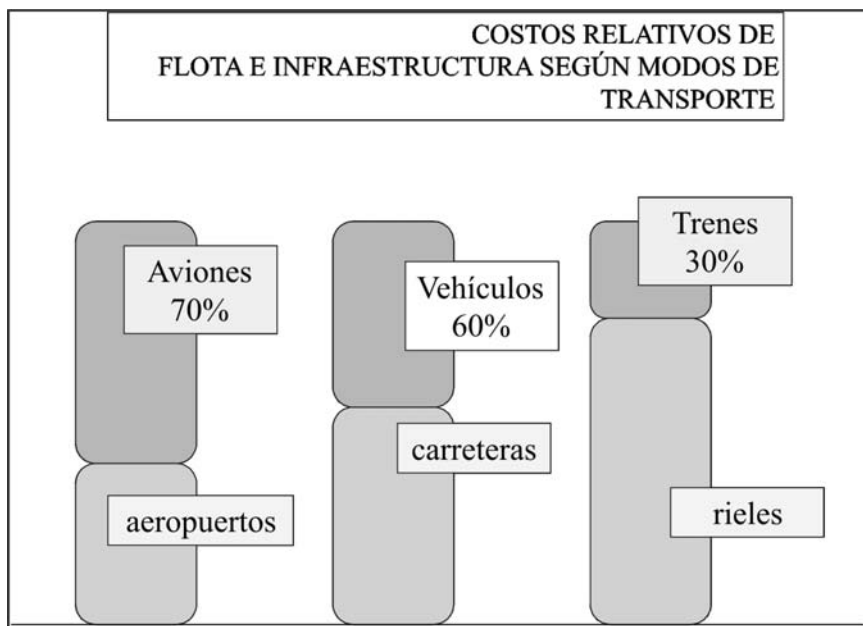 COSTOS RELATIVOS DE
FLOTA E INFRAESTRUCTURA SEGÚN MODOS DE
TRANSPORTE
Aviones
70%
Vehículos
60%
Trenes
30%
aeropuertos
carreteras
rieles